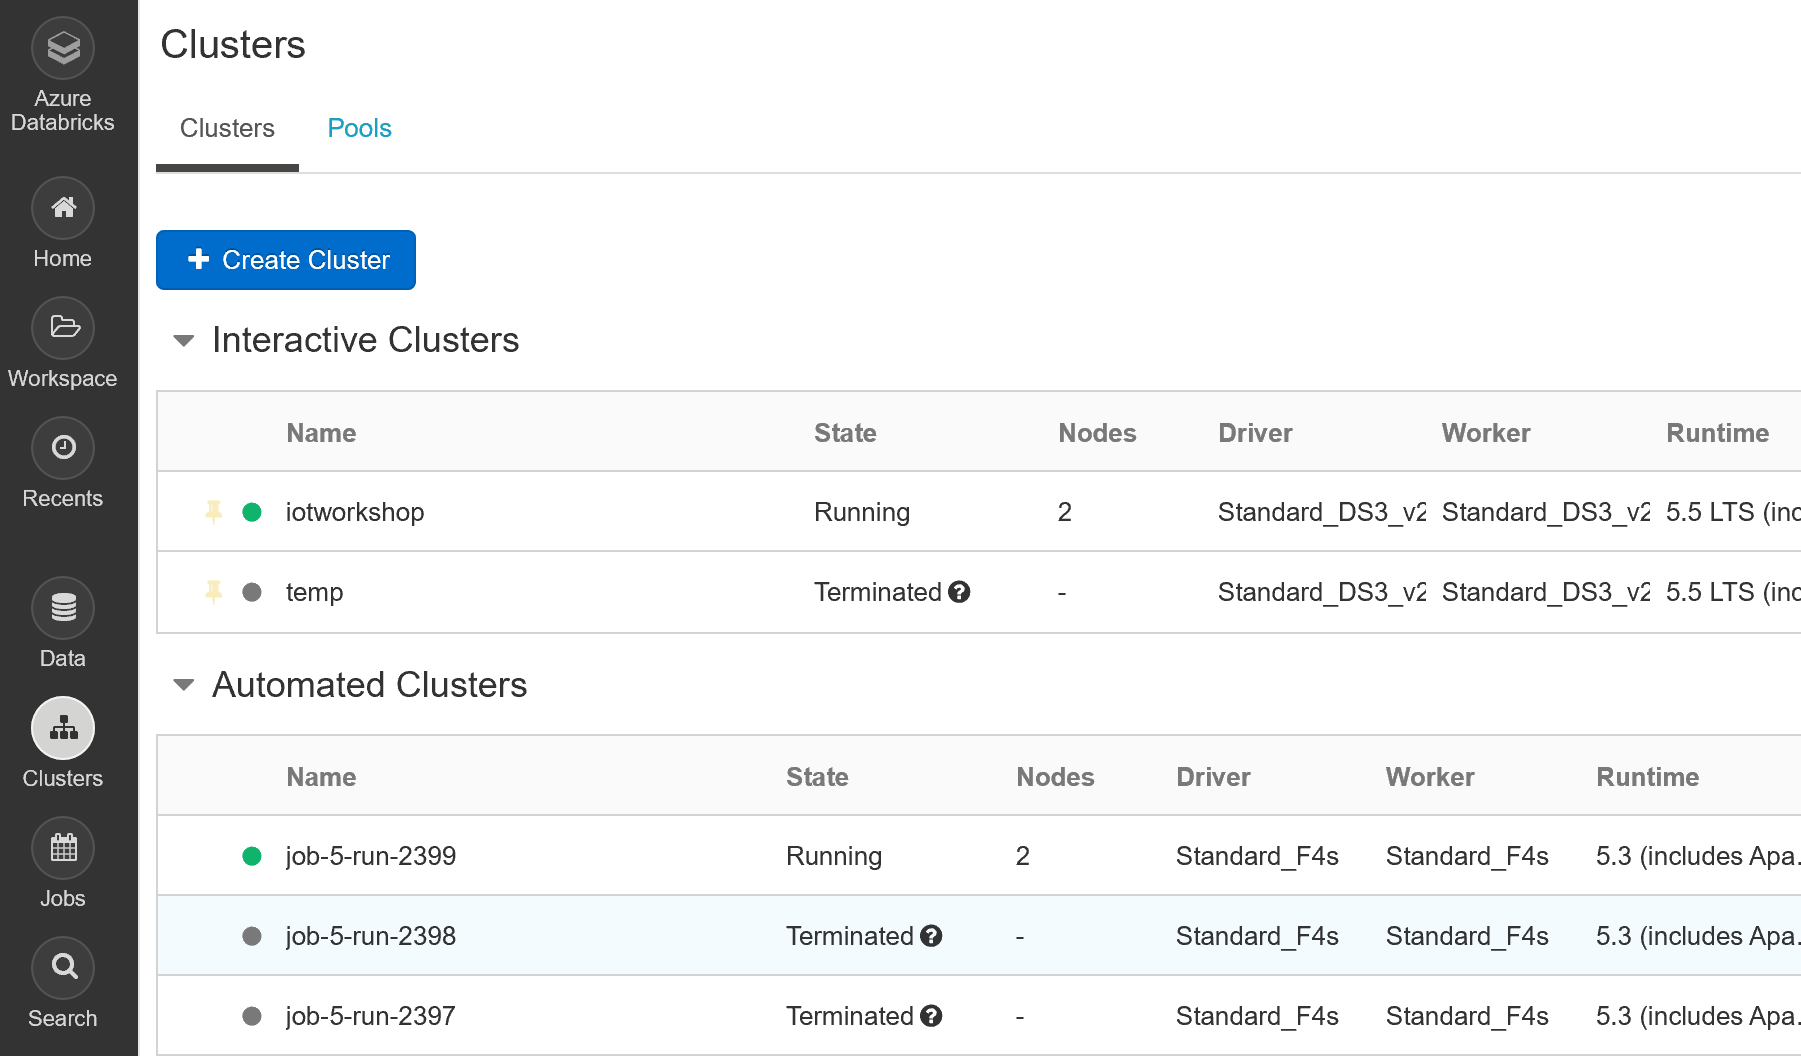 Azure
Databricks
Home
Workspace
Recents
Data
Clusters
Jobs
Search
Clusters
Clusters Pools
Create Cluster
Interactive Clusters
Name State Nodes Driver Worker Runtime
iotworkshop Running 2 Standard_DS3_v2 Standard_DS3_v2 5.5 LTS (inc
temp Terminated ? - Standard_DS3_v2 Standard_DS3_v2 5.5 LTS (inc
Automated Clusters
Name State Nodes Driver Worker Runtime
job-5-run-2399 Running 2 Standard_F4s Standard_F4s 5.3 (includes Apa.
job-5-run-2398 Terminated ? - Standard_F4s Standard_F4s 5.3 (includes Apa.
job-5-run-2397 Terminated ? - Standard_F4s Standard_F4s 5.3 (includes Apa.